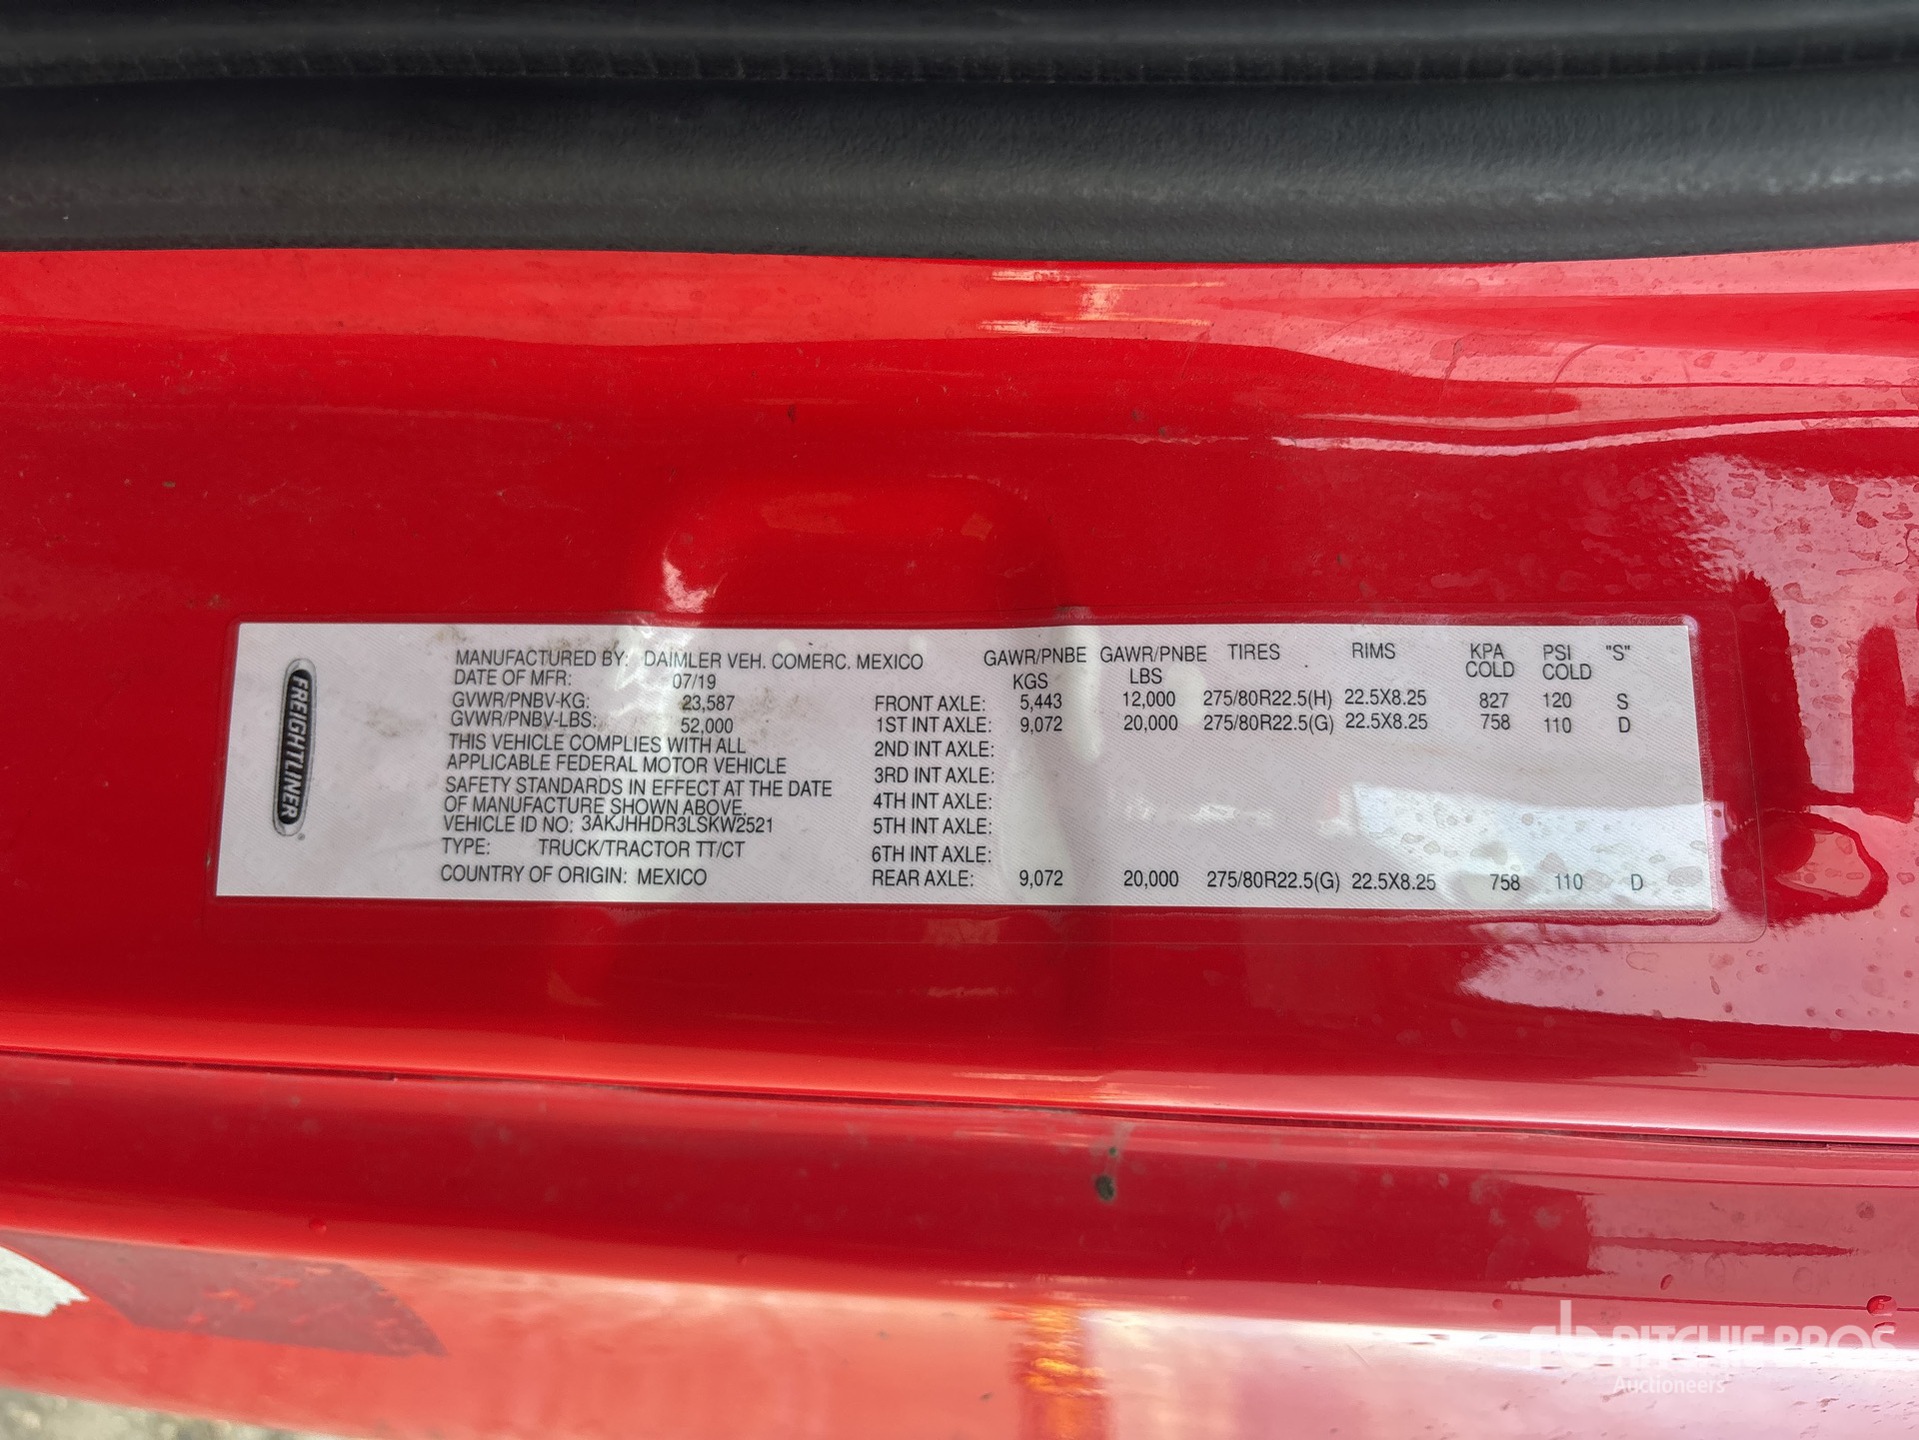 FREIGHTLINER
MANUFACTURED BY: DAIMLER VEH. COMERC. MEXICO
DATE OF MFR: 07/19
GVWR/PNBV-KG: 23,587
GVWR/PNBV-LBS: 52,000
THIS VEHICLE COMPLIES WITH ALL
APPLICABLE FEDERAL MOTOR VEHICLE
SAFETY STANDARDS IN EFFECT AT THE DATE
OF MANUFACTURE SHOWN ABOVE.
VEHICLE ID NO: 3AKJHHDR3LSKW2521
TYPE: TRUCK/TRACTOR TT/CT
COUNTRY OF ORIGIN: MEXICO
GAWR/PNBE GAWR/PNBE TIRES RIMS KPA PSI "S"
KGS LBS COLD COLD
FRONT AXLE: 5,443 12,000 275/80R22.5(H) 22.5X8.25 827 120 S
1ST INT AXLE: 9,072 20,000 275/80R22.5(G) 22.5X8.25 758 110 D
2ND INT AXLE:
3RD INT AXLE:
4TH INT AXLE:
5TH INT AXLE:
6TH INT AXLE:
REAR AXLE: 9,072 20,000 275/80R22.5(G) 22.5X8.25 758 110 D
rb RITCHIE BROS
Auctioneers